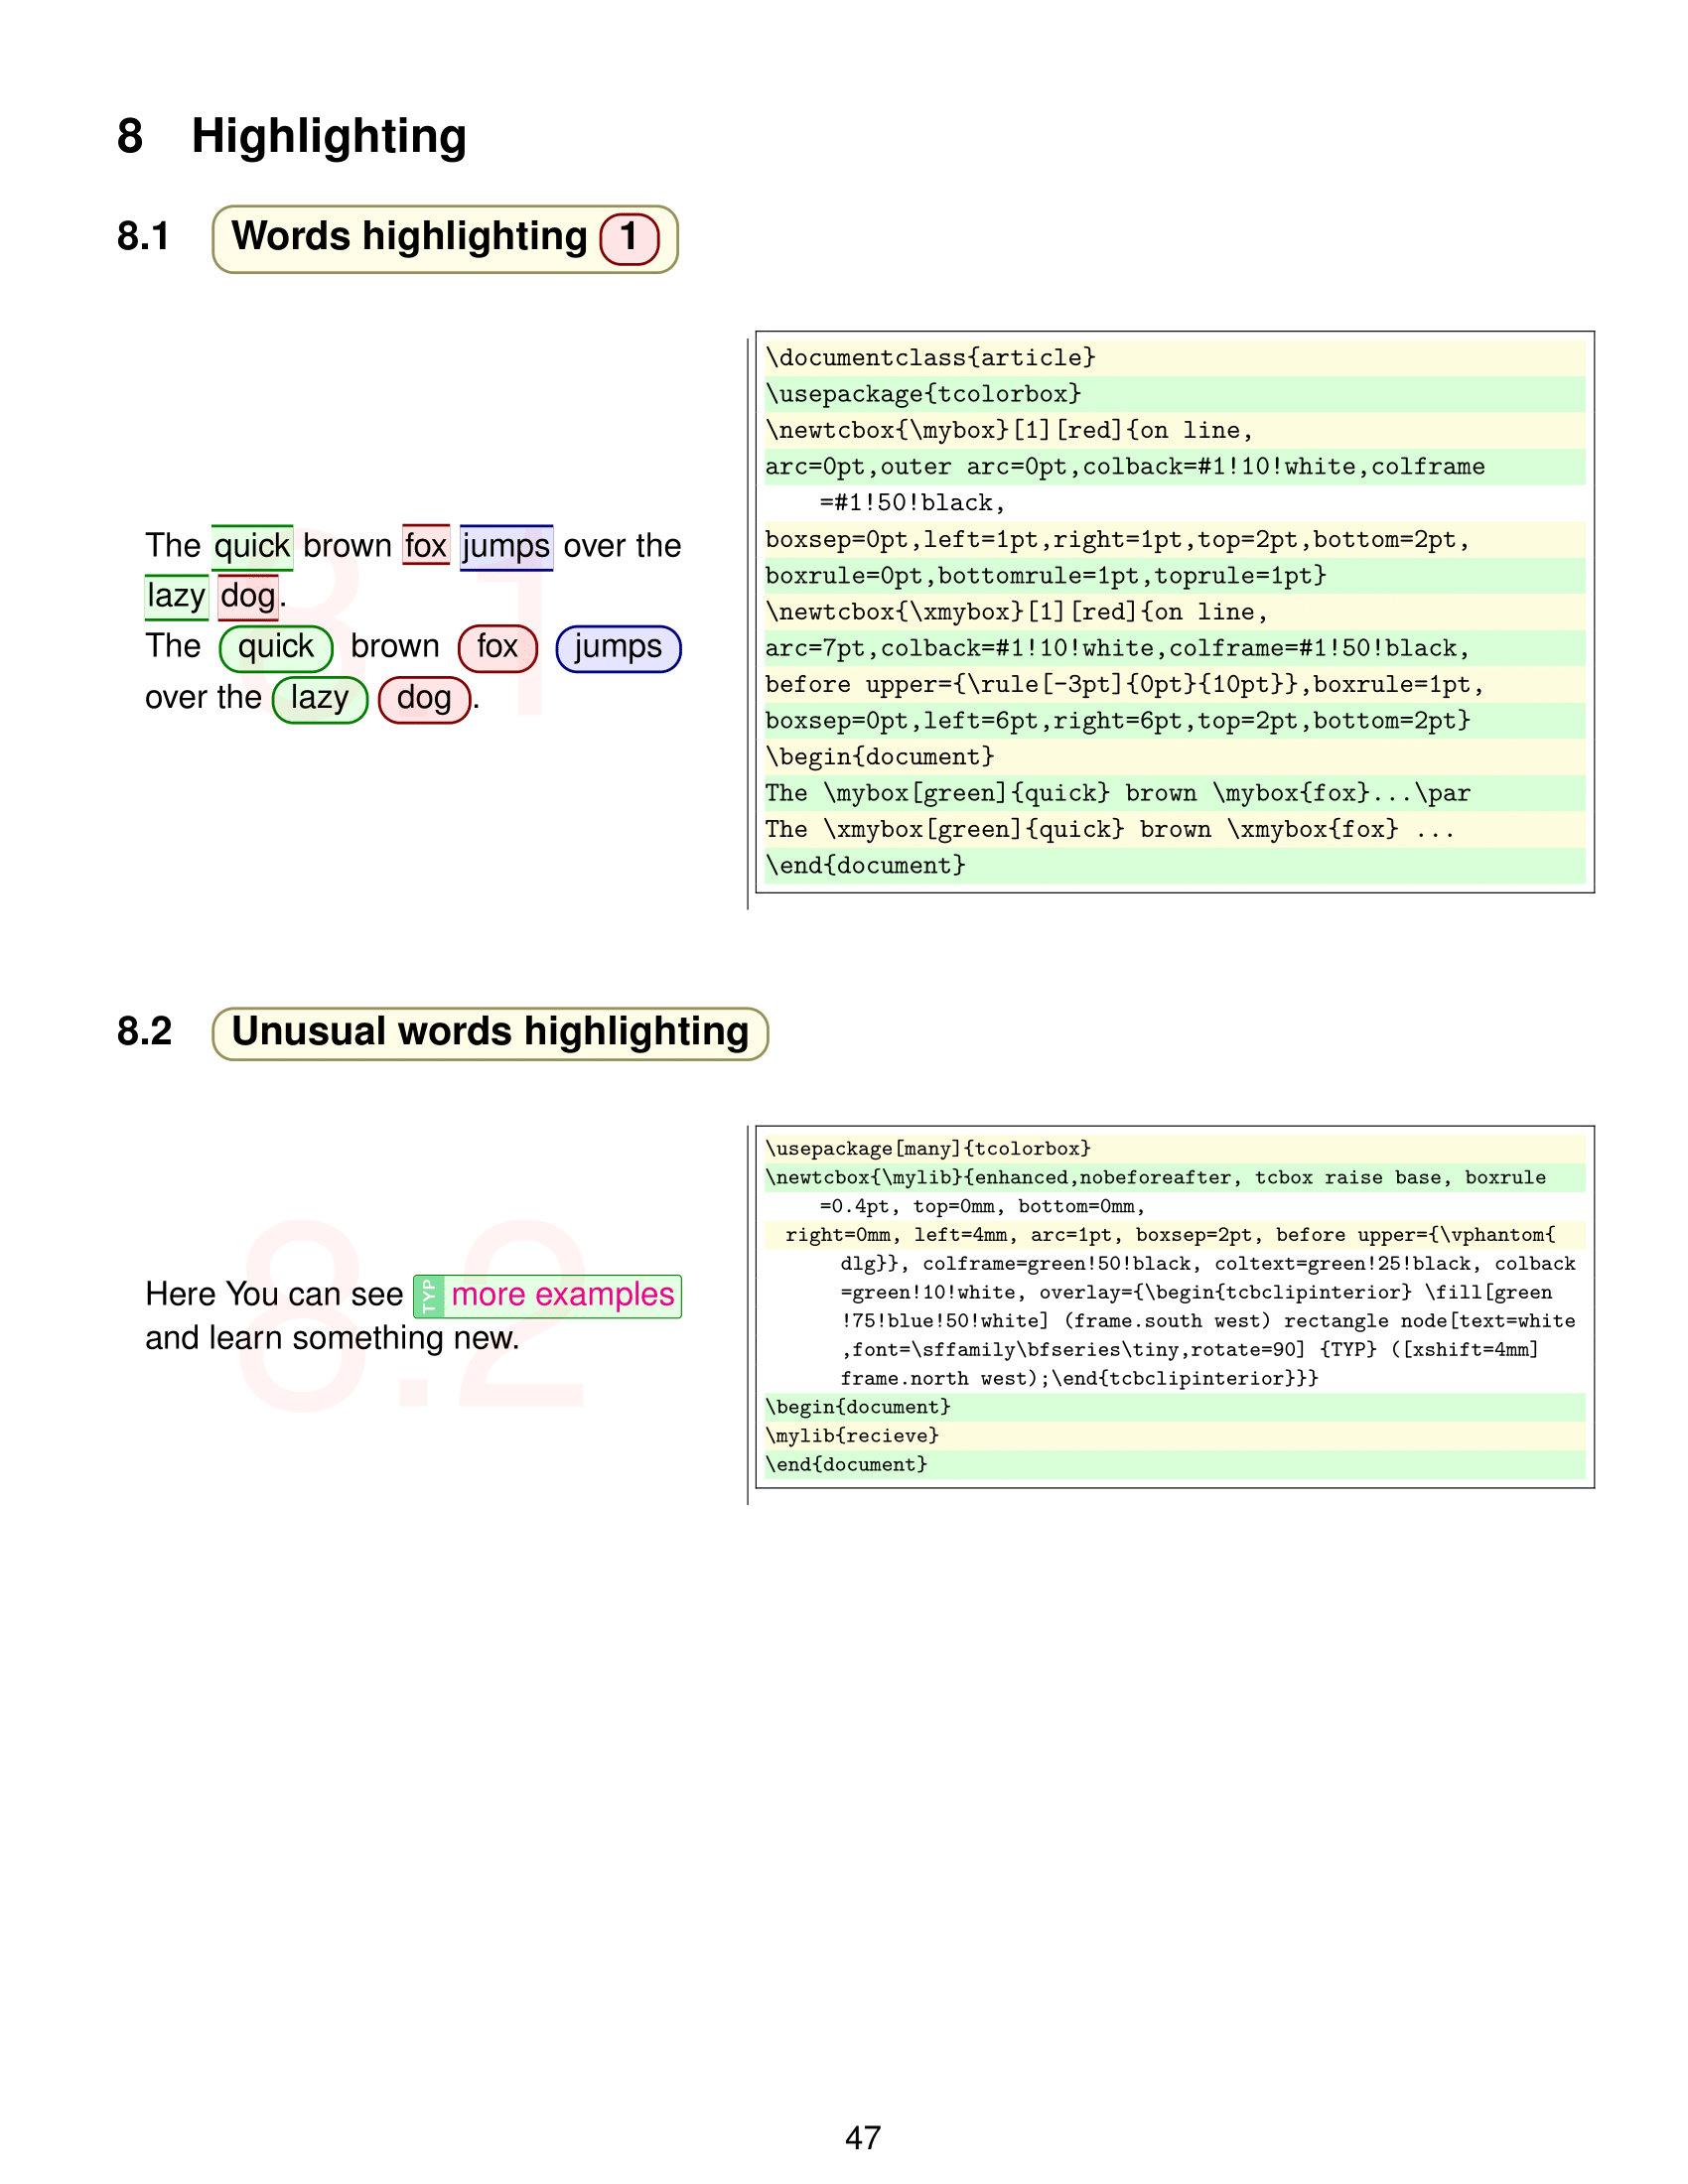 8 Highlighting
8.1 Words highlighting 1
8.1
The quick brown fox jumps over the
lazy dog.
The quick brown fox jumps
over the lazy dog.
\documentclass{article}
\usepackage{tcolorbox}
\newtcbox{\mybox}[1][red]{on line,
arc=0pt,outer arc=0pt,colback=#1!10!white,colframe
=#1!50!black,
boxsep=0pt,left=1pt,right=1pt,top=2pt,bottom=2pt,
boxrule=0pt,bottomrule=1pt,toprule=1pt}
\newtcbox{\xmybox}[1][red]{on line,
arc=7pt,colback=#1!10!white,colframe=#1!50!black,
before upper={\rule[-3pt]{0pt}{10pt}},boxrule=1pt,
boxsep=0pt,left=6pt,right=6pt,top=2pt,bottom=2pt}
\begin{document}
The \mybox[green]{quick} brown \mybox{fox}...\par
The \xmybox[green]{quick} brown \xmybox{fox} ...
\end{document}
8.2 Unusual words highlighting
8.2
Here You can see TYP more examples
and learn something new.
\usepackage[many]{tcolorbox}
\newtcbox{\mylib}{enhanced,nobeforeafter, tcbox raise base, boxrule
=0.4pt, top=0mm, bottom=0mm,
right=0mm, left=4mm, arc=1pt, boxsep=2pt, before upper={\vphantom{
dlg}}, colframe=green!50!black, coltext=green!25!black, colback
=green!10!white, overlay={\begin{tcbclipinterior} \fill[green
!75!blue!50!white] (frame.south west) rectangle node[text=white
,font=\sffamily\bfseries\tiny,rotate=90] {TYP} ([xshift=4mm]
frame.north west);\end{tcbclipinterior}}}
\begin{document}
\mylib{recieve}
\end{document}
47